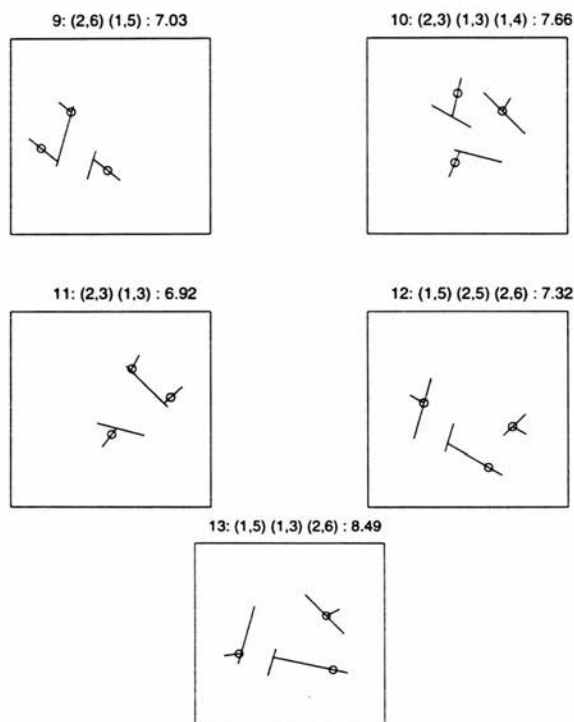 9: (2,6) (1,5) : 7.03
10: (2,3) (1,3) (1,4) : 7.66
11: (2,3) (1,3) : 6.92
12: (1,5) (2,5) (2,6) : 7.32
13: (1,5) (1,3) (2,6) : 8.49